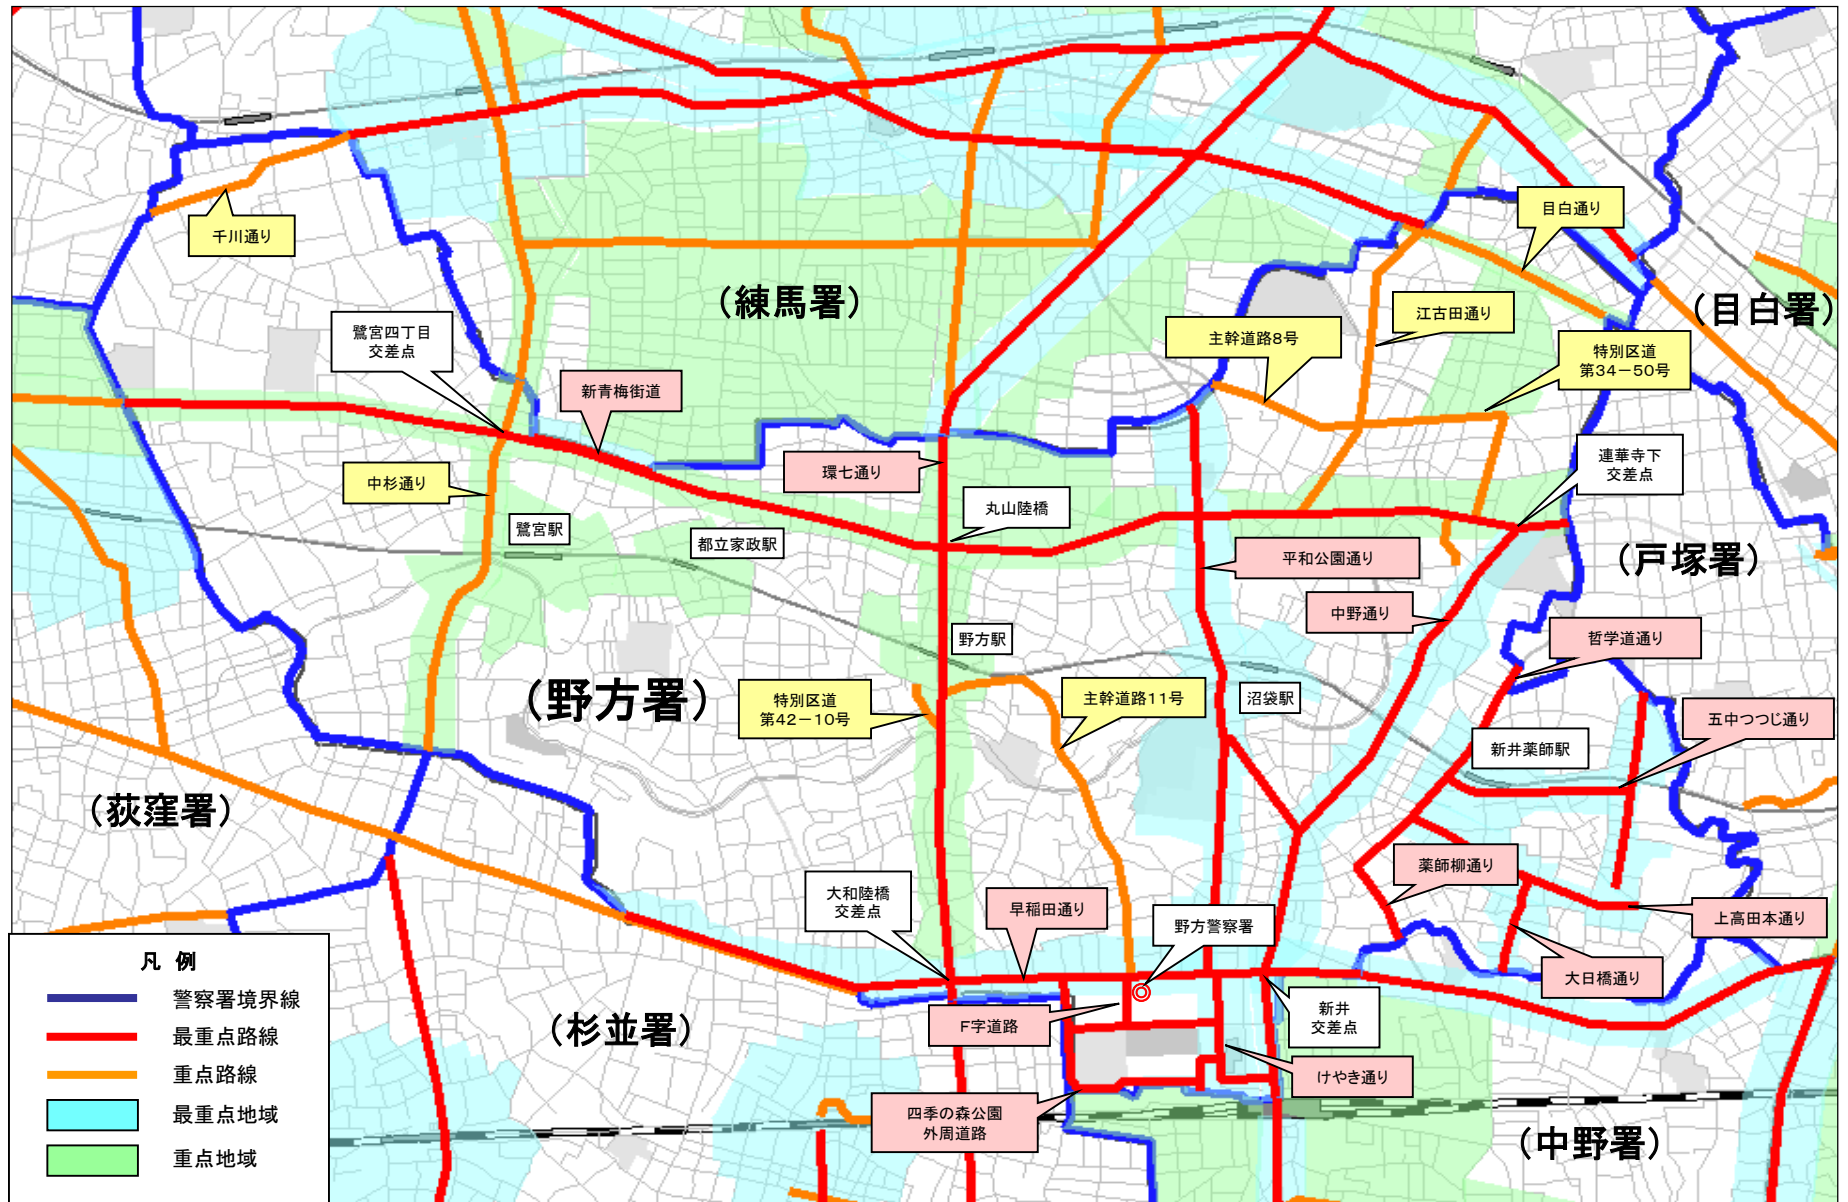 千川通り
目白通り
(練馬署)
(目白署)
江古田通り
鷺宮四丁目
交差点
主幹道路8号
特別区道
第34－50号
新青梅街道
連華寺下
交差点
環七通り
中杉通り
丸山陸橋
鷺宮駅
都立家政駅
平和公園通り
(戸塚署)
中野通り
哲学道通り
野方駅
(野方署)
特別区道
第42－10号
主幹道路11号
沼袋駅
五中つつじ通り
新井薬師駅
(荻窪署)
薬師柳通り
大和陸橋
交差点
早稲田通り
野方警察署
上高田本通り
大日橋通り
凡 例
警察署境界線
最重点路線
重点路線
最重点地域
重点地域
(杉並署)
F字道路
新井
交差点
けやき通り
四季の森公園
外周道路
(中野署)